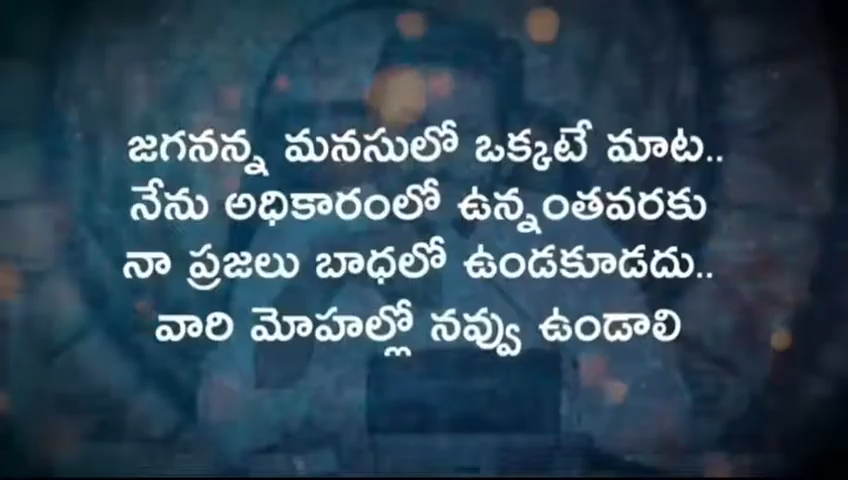 జగనన్న మనసులో ఒక్కటే మాట..
నేను అధికారంలో ఉన్నంతవరకు
నా ప్రజలు బాధలో ఉండకూడదు..
వారి మోహల్లో నవ్వు ఉండాలి